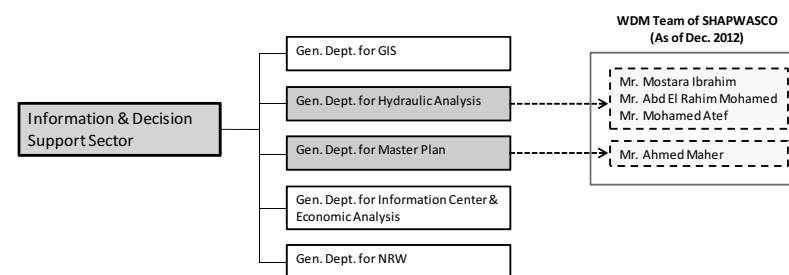 WDM Team of SHAPWASCO
(As of Dec. 2012)
Gen. Dept. for GIS
Mr. Mostara Ibrahim
Mr. Abd El Rahim Mohamed
Mr. Mohamed Atef
Gen. Dept. for Hydraulic Analysis
Information & Decision
Support Sector
Gen. Dept. for Master Plan
Mr. Ahmed Maher
Gen. Dept. for Information Center &
Economic Analysis
Gen. Dept. for NRW